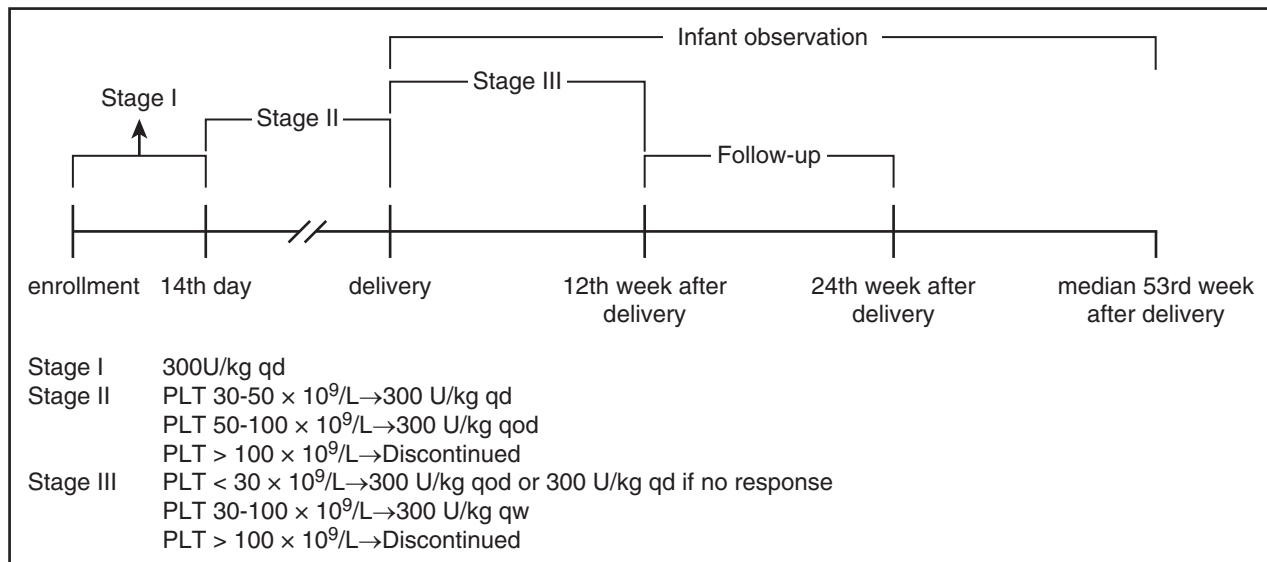 Infant observation
Stage III
Stage I
Stage II
Follow-up
enrollment 14th day delivery 12th week after delivery 24th week after delivery median 53rd week after delivery
Stage I 300U/kg qd
Stage II PLT 30-50 × 10⁹/L→300 U/kg qd
PLT 50-100 × 10⁹/L→300 U/kg qod
PLT > 100 × 10⁹/L→Discontinued
Stage III PLT < 30 × 10⁹/L→300 U/kg qod or 300 U/kg qd if no response
PLT 30-100 × 10⁹/L→300 U/kg qw
PLT > 100 × 10⁹/L→Discontinued